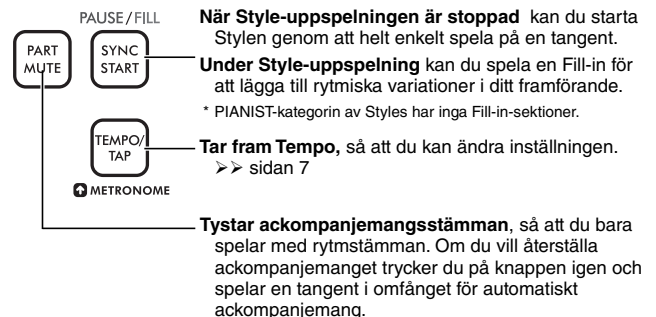 PAUSE/FILL
PART
MUTE
SYNC
START
När Style-uppspelningen är stoppad kan du starta
Stylen genom att helt enkelt spela på en tangent.
Under Style-uppspelning kan du spela en Fill-in för
att lägga till rytmiska variationer i ditt framförande.
* PIANIST-kategorin av Styles har inga Fill-in-sektioner.
TEMPO/
TAP
METRONOME
Tar fram Tempo, så att du kan ändra inställningen.
➢➢ sidan 7
Tystar ackompanjemangsstämman, så att du bara
spelar med rytmstämman. Om du vill återställa
ackompanjemanget trycker du på knappen igen och
spelar en tangent i omfånget för automatiskt
ackompanjemang.